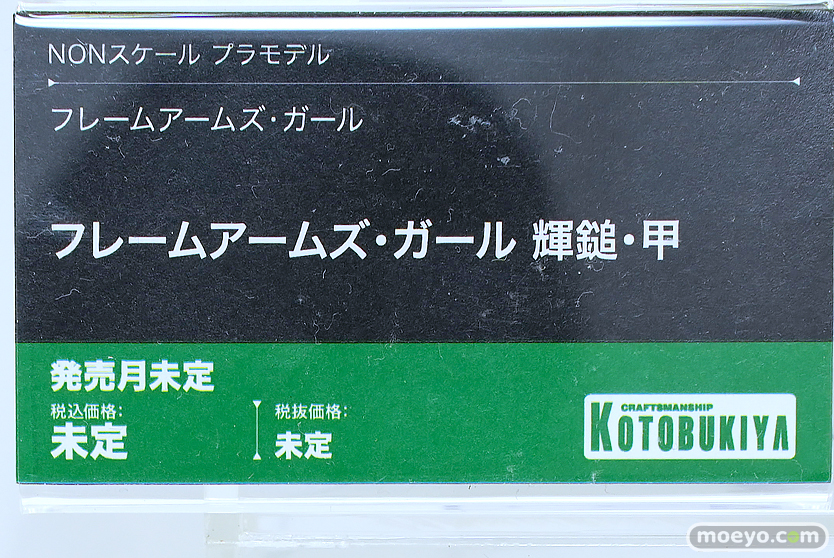 NONスケール プラモデル
フレームアームズ・ガール
フレームアームズ・ガール 輝鎚・甲
発売月未定
税込価格:
未定
税抜価格:
未定
CRAFTSMANSHIP
KOTOBUKIYA
moeyo.com